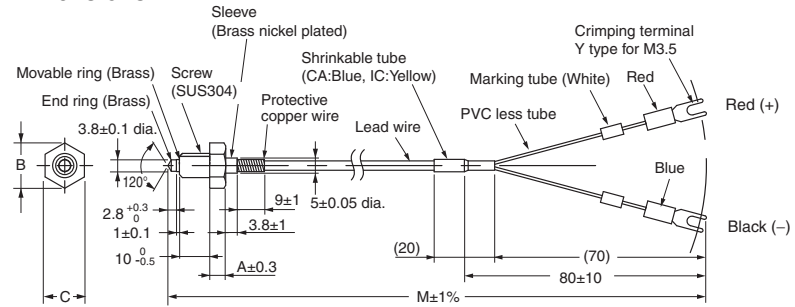 Sleeve
(Brass nickel plated)
Crimping terminal
Y type for M3.5
Shrinkable tube
(CA:Blue, IC:Yellow)
Movable ring (Brass)
Screw
(SUS304)
Marking tube (White)
Red
End ring (Brass)
Protective
copper wire
PVC less tube
Red (+)
3.8±0.1 dia.
Lead wire
B
120°
Blue
9±1
5±0.05 dia.
2.8 +0.3 0
1±0.1
3.8±1
Black (−)
10 0 -0.5
A±0.3
(20)
(70)
80±10
C
M±1%